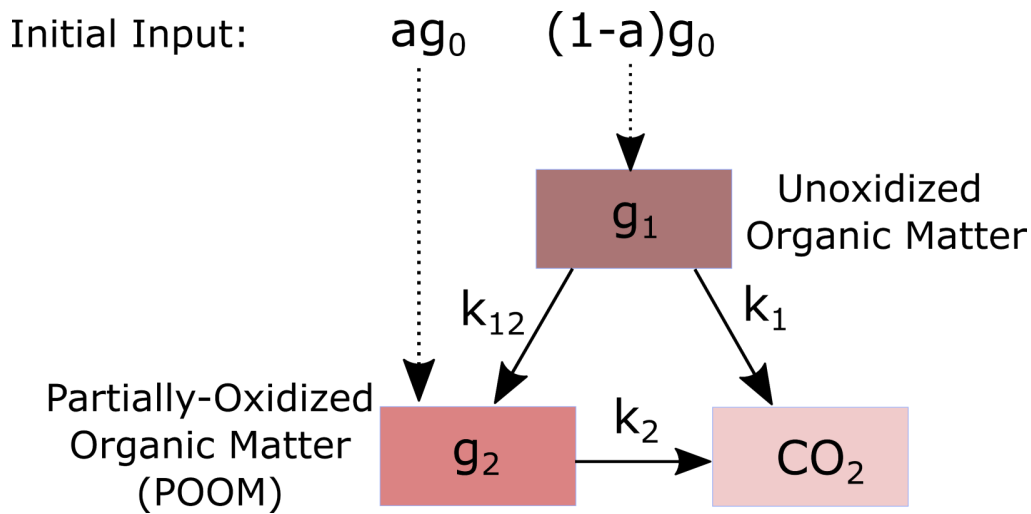 Initial Input: ag₀ (1-a)g₀
g₁
Unoxidized
Organic Matter
k₁₂
k₁
Partially-Oxidized
Organic Matter
(POOM)
g₂
k₂
CO₂